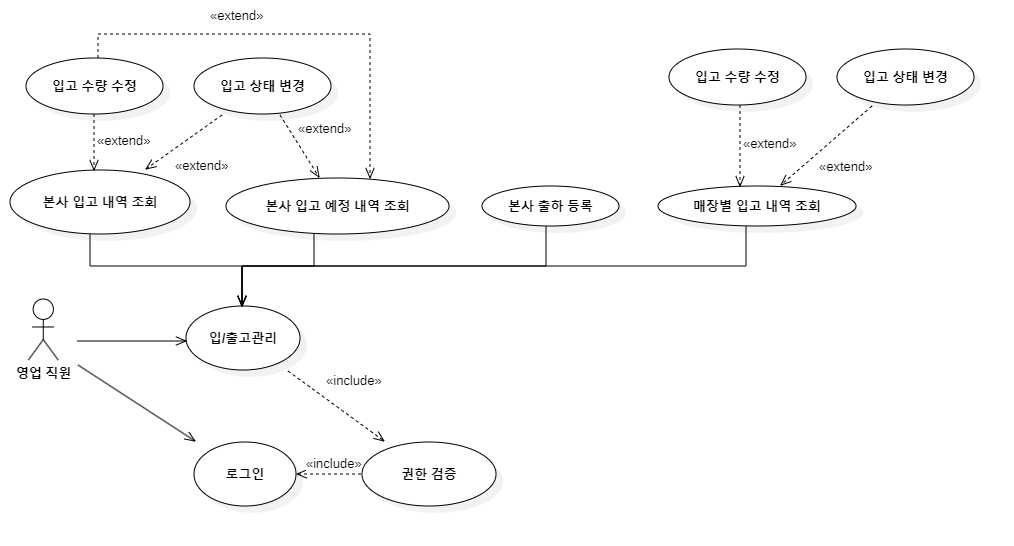 «extend»
입고 수량 수정
입고 상태 변경
입고 수량 수정
입고 상태 변경
«extend»
«extend»
«extend»
«extend»
«extend»
«extend»
본사 입고 내역 조회
본사 입고 예정 내역 조회
본사 출하 등록
매장별 입고 내역 조회
입/출고관리
영업 직원
«include»
로그인
«include»
권한 검증